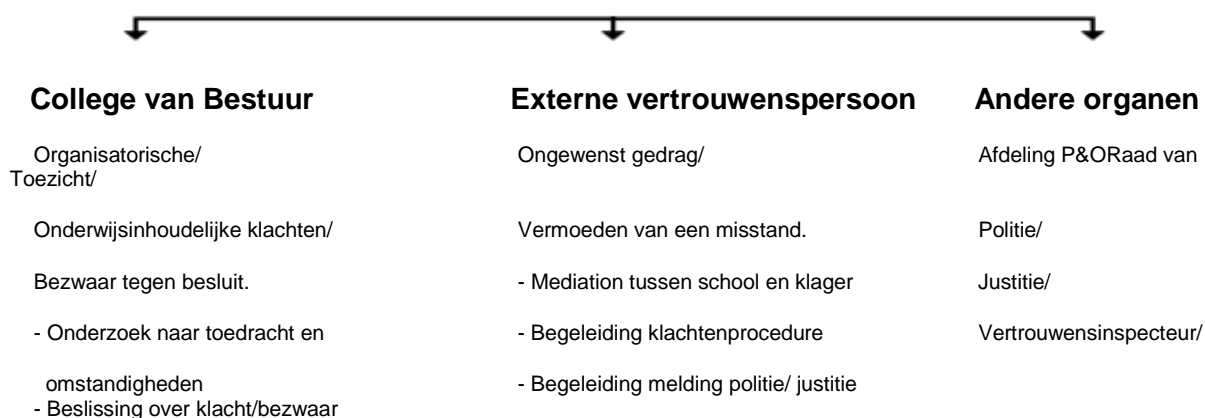 College van Bestuur
Organisatorische/
Toezicht/
Onderwijsinhoudelijke klachten/
Bezwaar tegen besluit.
- Onderzoek naar toedracht en
omstandigheden
- Beslissing over klacht/bezwaar
Externe vertrouwenspersoon
Ongewenst gedrag/
Vermoeden van een misstand.
- Mediation tussen school en klager
- Begeleiding klachtenprocedure
- Begeleiding melding politie/ justitie
Andere organen
Afdeling P&ORaad van
Politie/
Justitie/
Vertrouwensinspecteur/